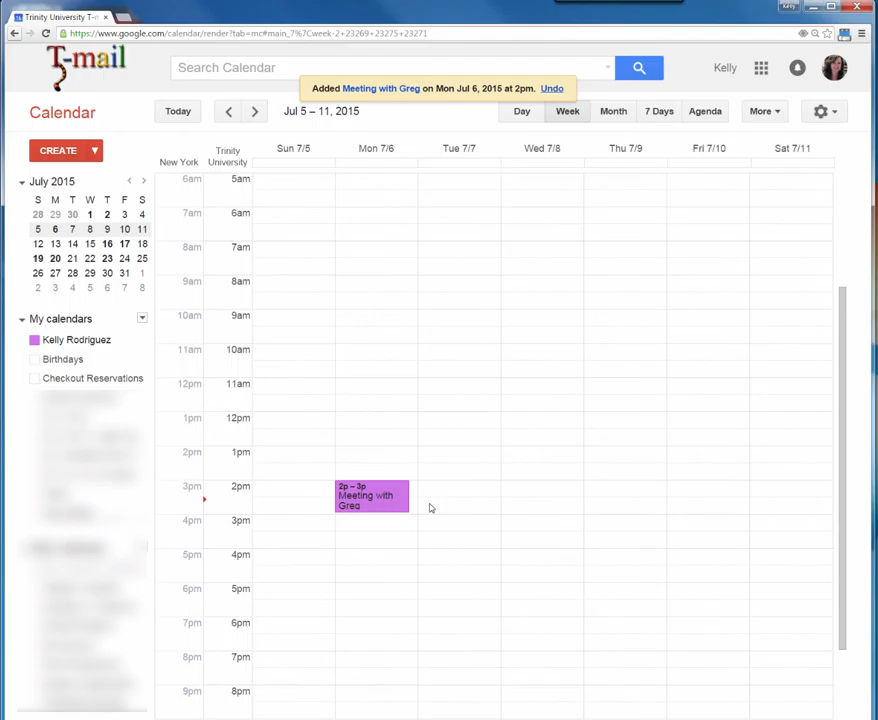 Trinity University T-m
Kelly
https://www.google.com/calendar/render?tab=mc#main_7%7Cweek-2+23269+23275+23271
T-mail
Search Calendar
Kelly
Added Meeting with Greg on Mon Jul 6, 2015 at 2pm. Undo
Calendar
Today
Jul 5 – 11, 2015
Day Week Month 7 Days Agenda
More
CREATE
July 2015
S M T W T F S
28 29 30 1 2 3 4
5 6 7 8 9 10 11
12 13 14 15 16 17 18
19 20 21 22 23 24 25
26 27 28 29 30 31 1
2 3 4 5 6 7 8
My calendars
Kelly Rodriguez
Birthdays
Checkout Reservations
New York
Trinity
University
Sun 7/5 Mon 7/6 Tue 7/7 Wed 7/8 Thu 7/9 Fri 7/10 Sat 7/11
6am 5am
7am 6am
8am 7am
9am 8am
10am 9am
11am 10am
12pm 11am
1pm 12pm
2pm 1pm
3pm 2pm
4pm 3pm
5pm 4pm
6pm 5pm
7pm 6pm
8pm 7pm
9pm 8pm
2p – 3p
Meeting with
Greg